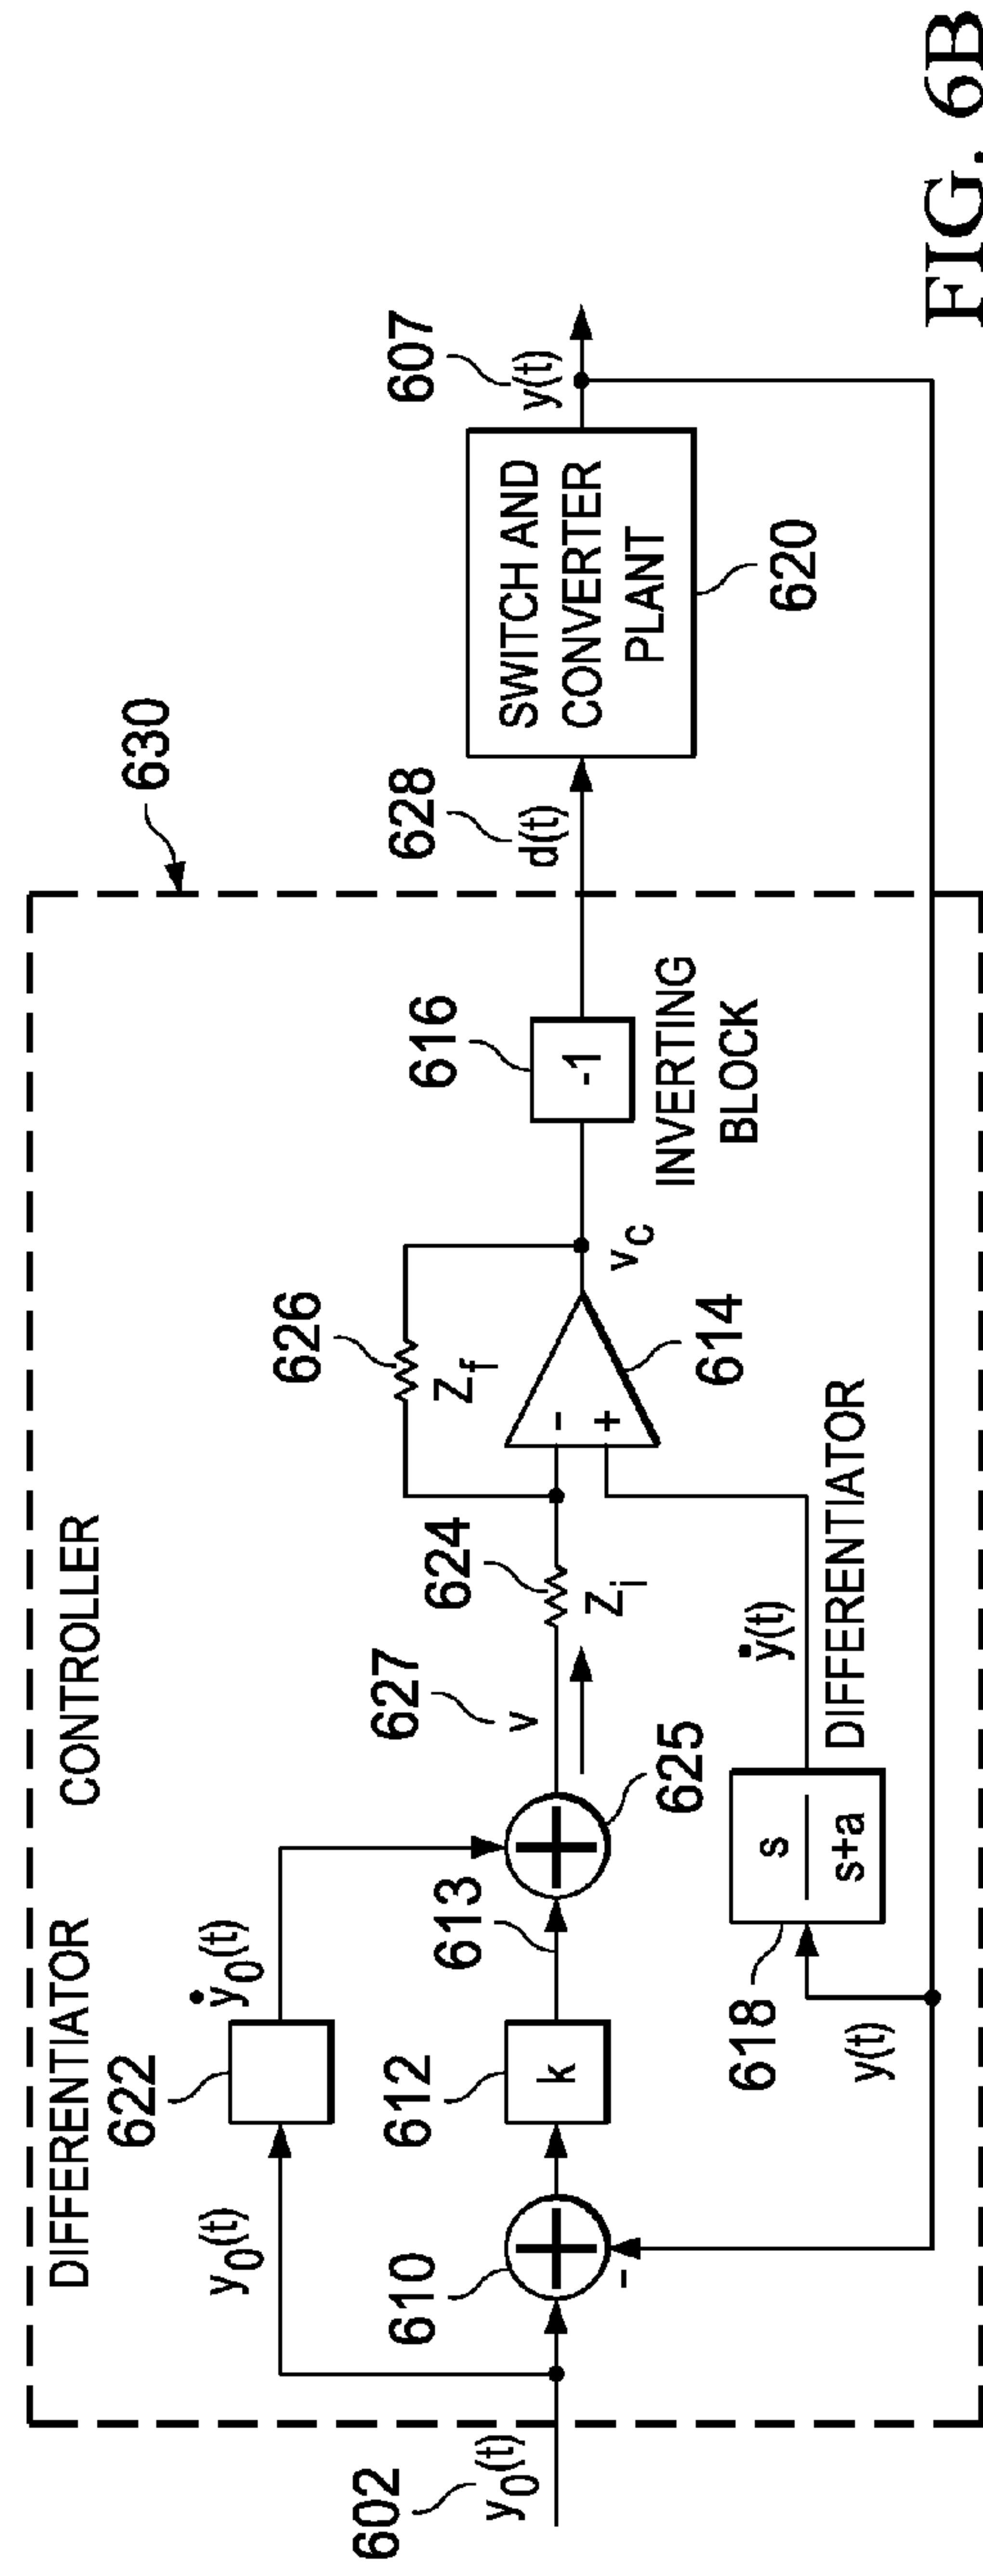 CONTROLLER
630
DIFFERENTIATOR
622
y0(t)
ẏ0(t)
626
Zf
602
y0(t)
610
-
612
k
613
625
627
v
624
Zi
-
+
614
vc
616
-1
INVERTING
BLOCK
628
d(t)
SWITCH AND
CONVERTER
PLANT
620
607
y(t)
618
s
s+a
ẏ(t)
DIFFERENTIATOR
y(t)
FIG. 6B